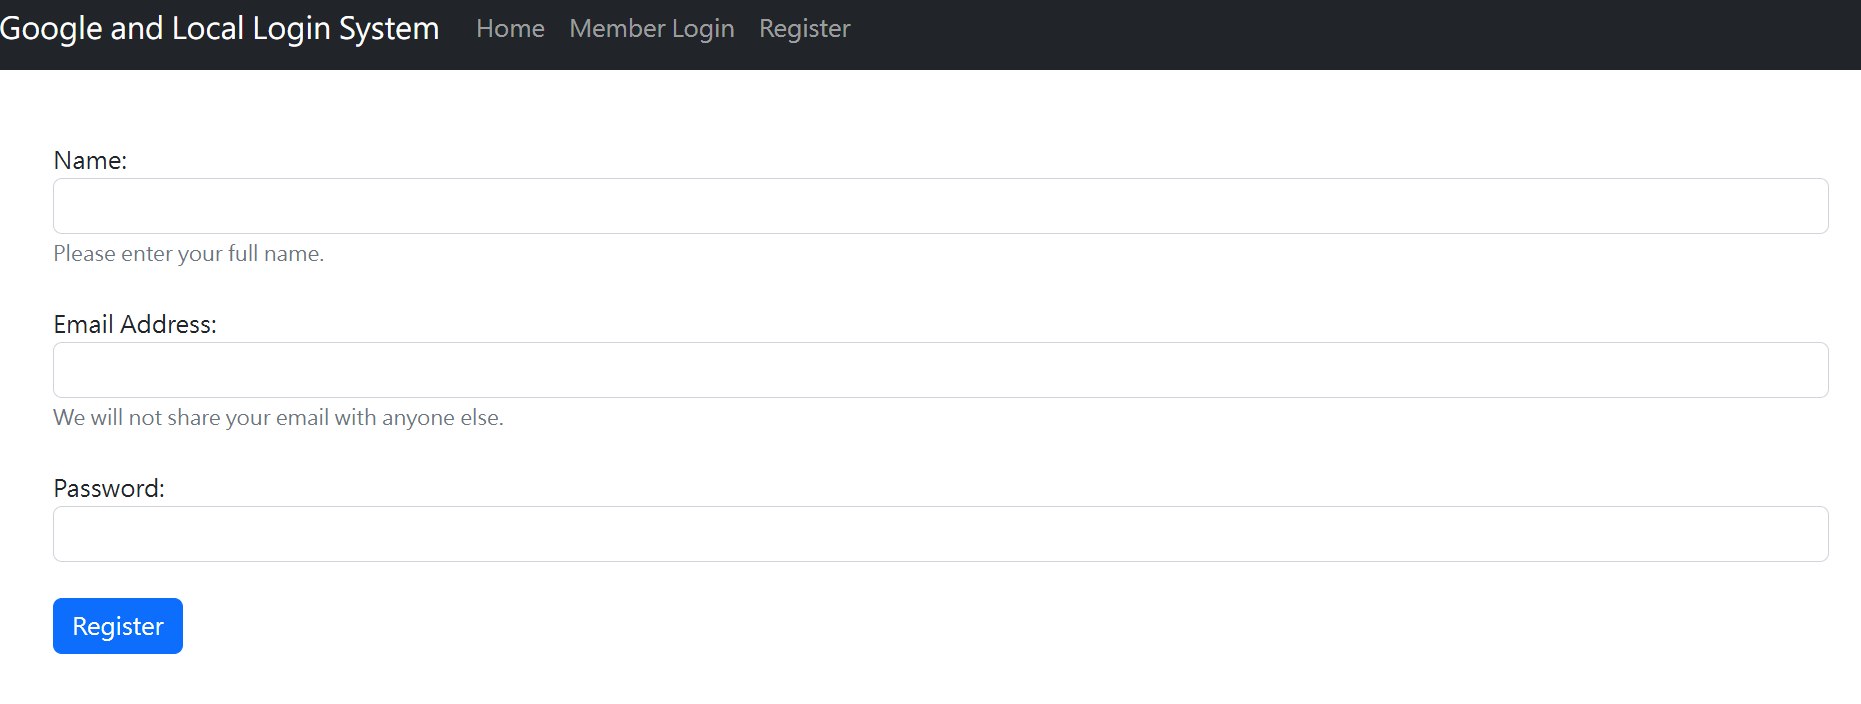 Google and Local Login System Home Member Login Register
Name:
Please enter your full name.
Email Address:
We will not share your email with anyone else.
Password:
Register